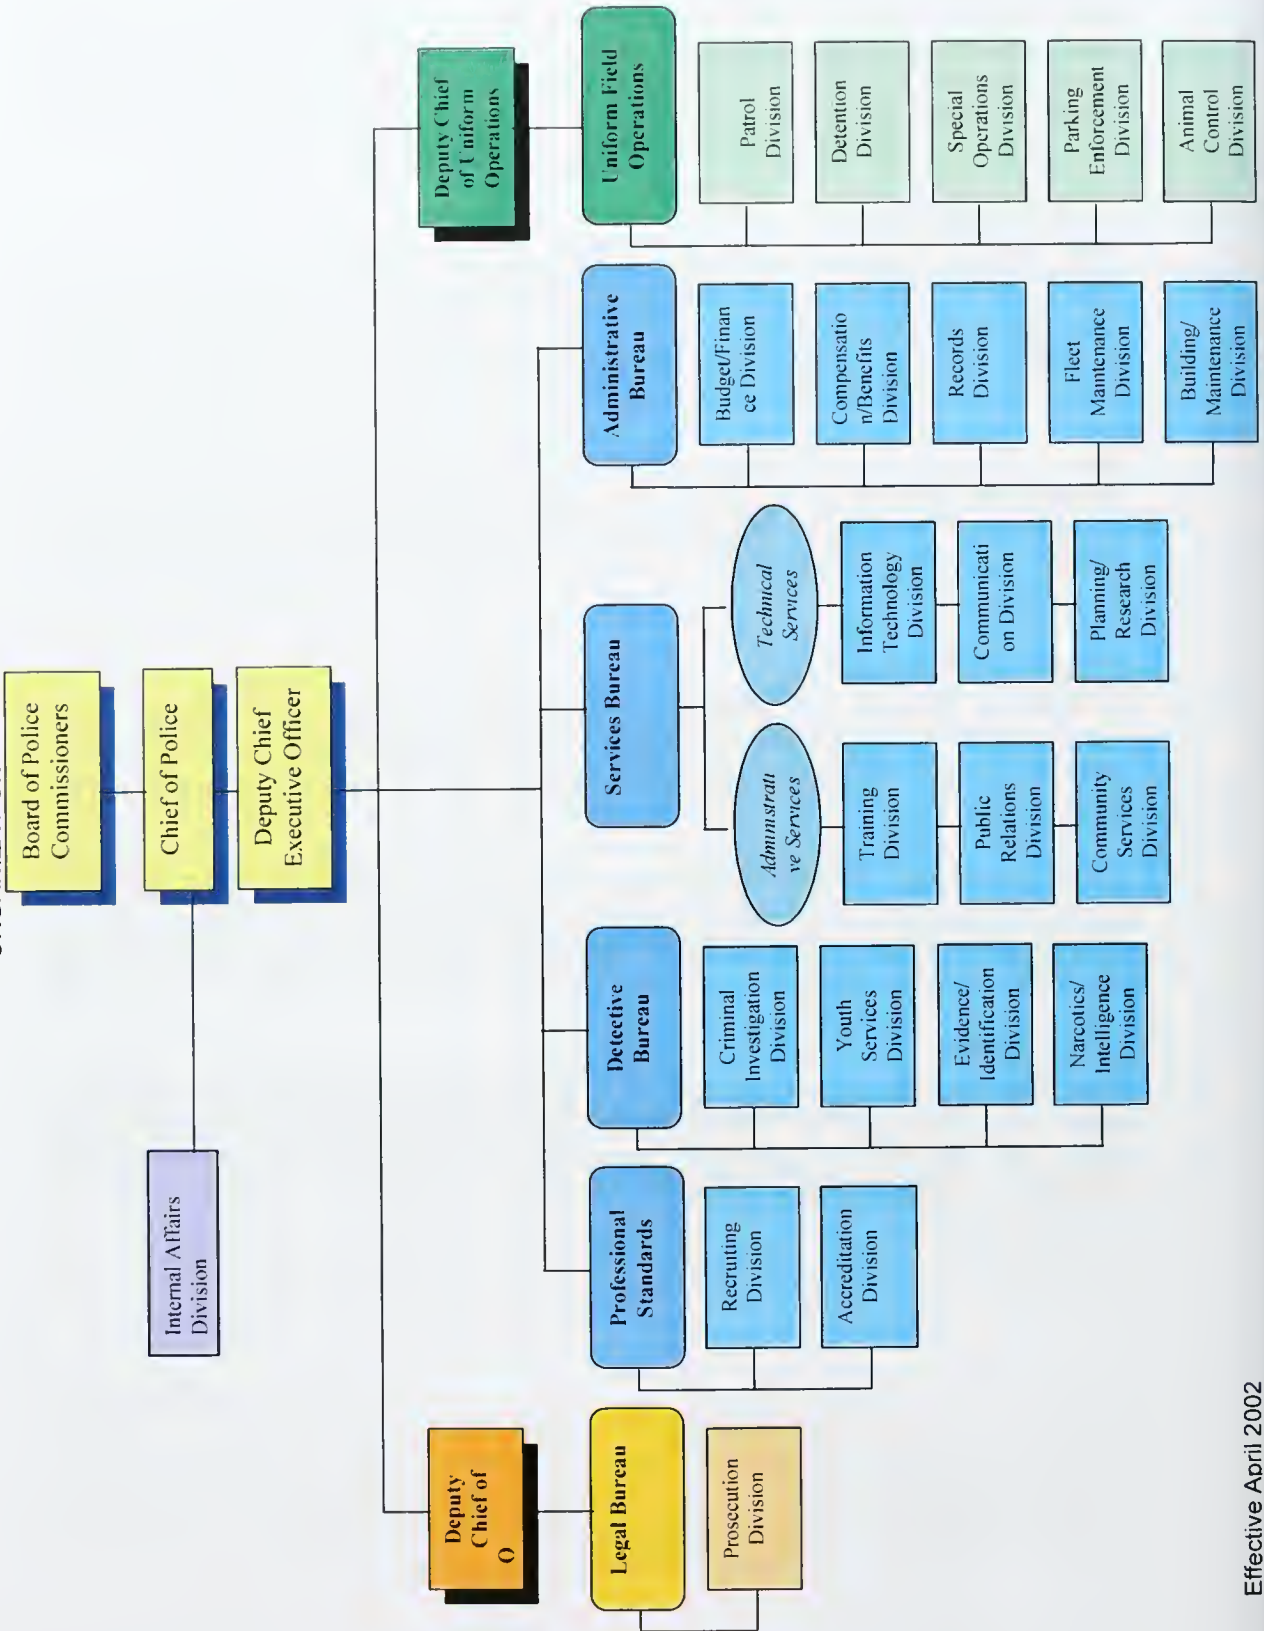 Board of Police
Commissioners
Chief of Police
Internal Affairs
Division
Deputy Chief
Executive Officer
Deputy
Chief of
O
Deputy Chief
of Uniform
Operations
Legal Bureau
Prosecution
Division
Professional
Standards
Recruiting
Division
Accreditation
Division
Detective
Bureau
Criminal
Investigation
Division
Youth
Services
Division
Evidence/
Identification
Division
Narcotics/
Intelligence
Division
Services Bureau
Administrati
ve Services
Training
Division
Public
Relations
Division
Community
Services
Division
Technical
Services
Information
Technology
Division
Communicati
on Division
Planning/
Research
Division
Administrative
Bureau
Budget/Finan
ce Division
Compensatio
n/Benefits
Division
Records
Division
Fleet
Maintenance
Division
Building/
Maintenance
Division
Uniform Field
Operations
Patrol
Division
Detention
Division
Special
Operations
Division
Parking
Enforcement
Division
Animal
Control
Division
Effective April 2002